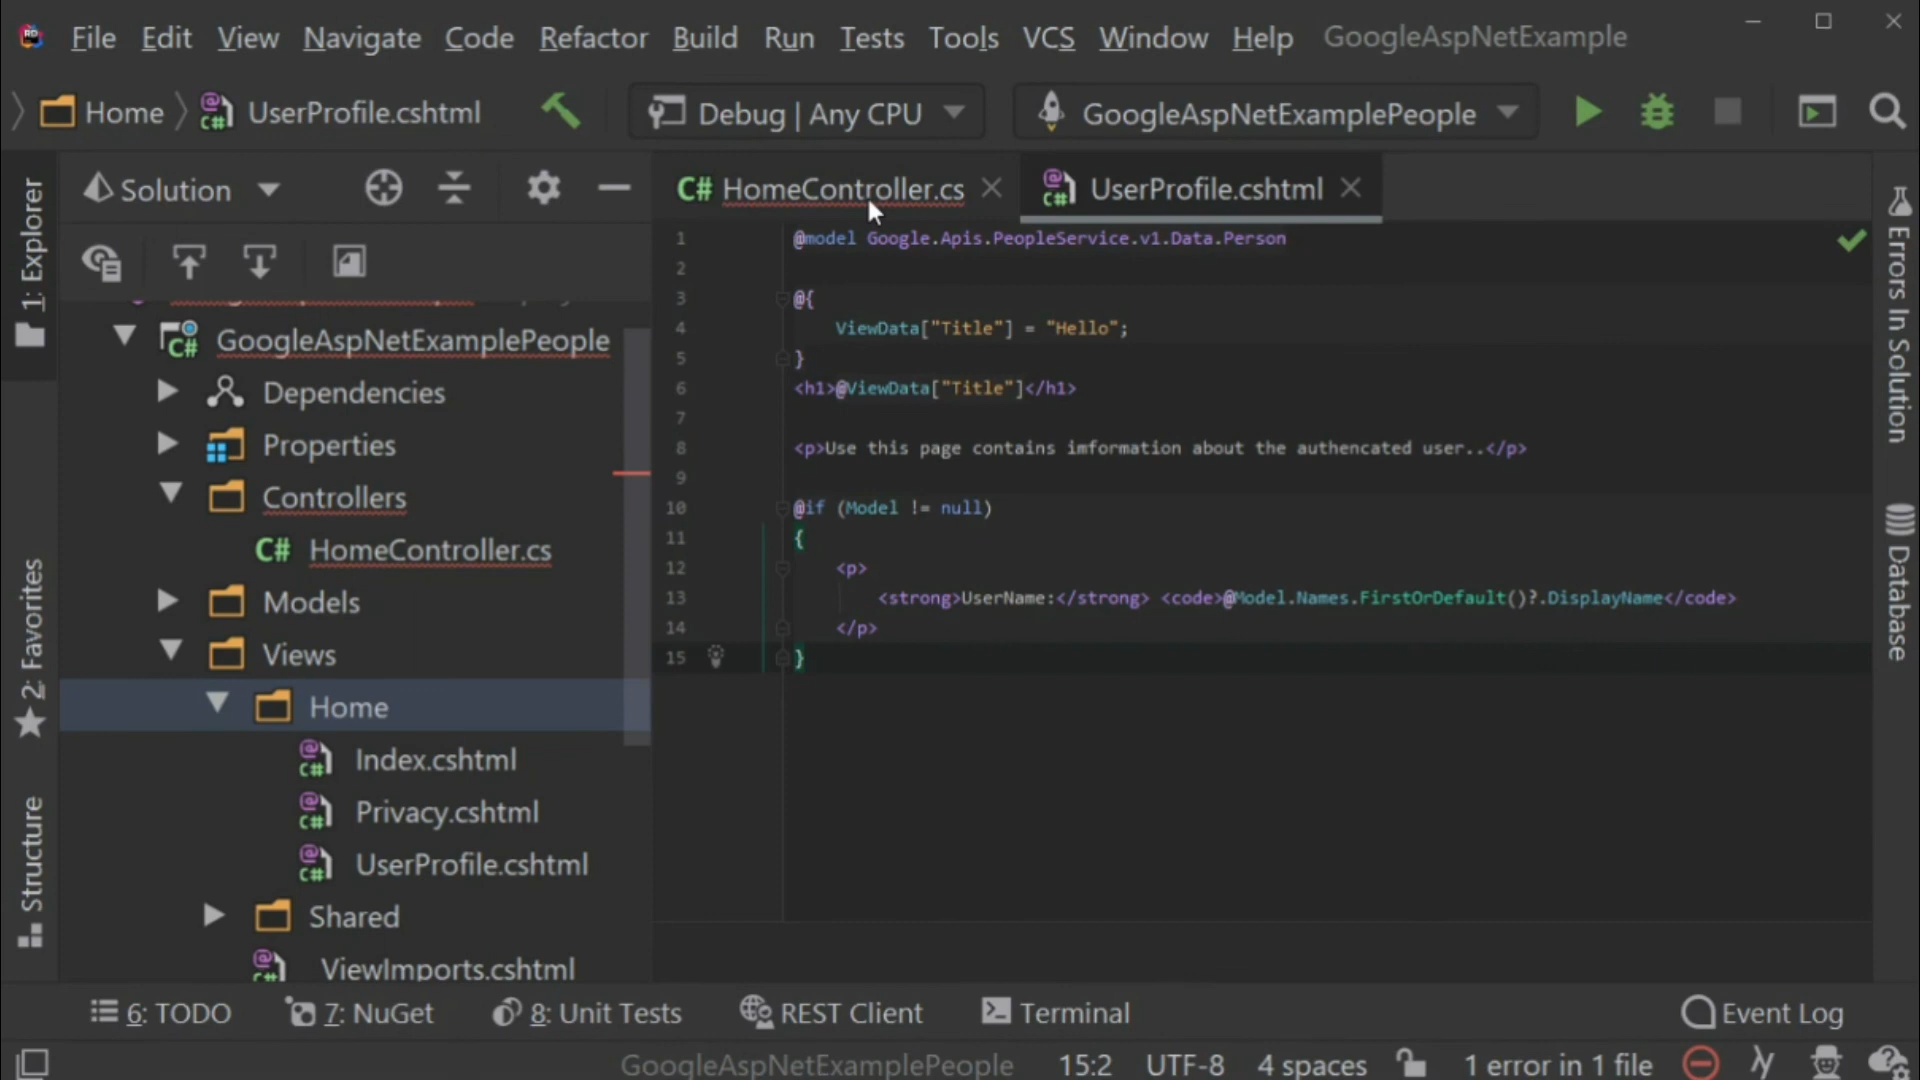 RD File Edit View Navigate Code Refactor Build Run Tests Tools VCS Window Help GoogleAspNetExample
Home UserProfile.cshtml Debug | Any CPU GoogleAspNetExamplePeople
1: Explorer
2: Favorites
Structure
Solution
GoogleAspNetExamplePeople
Dependencies
Properties
Controllers
C# HomeController.cs
Models
Views
Home
@ C# Index.cshtml
@ C# Privacy.cshtml
@ C# UserProfile.cshtml
Shared
ViewImports.cshtml
C# HomeController.cs @ C# UserProfile.cshtml
1 @model Google.Apis.PeopleService.v1.Data.Person
2
3 @{
4 ViewData["Title"] = "Hello";
5 }
6 <h1>@ViewData["Title"]</h1>
7
8 <p>Use this page contains imformation about the authencated user..</p>
9
10 @if (Model != null)
11 {
12 <p>
13 <strong>UserName:</strong> <code>@Model.Names.FirstOrDefault()?.DisplayName</code>
14 </p>
15 }
Errors In Solution
Database
6: TODO 7: NuGet 8: Unit Tests REST Client Terminal Event Log
GoogleAspNetExamplePeople 15:2 UTF-8 4 spaces 1 error in 1 file